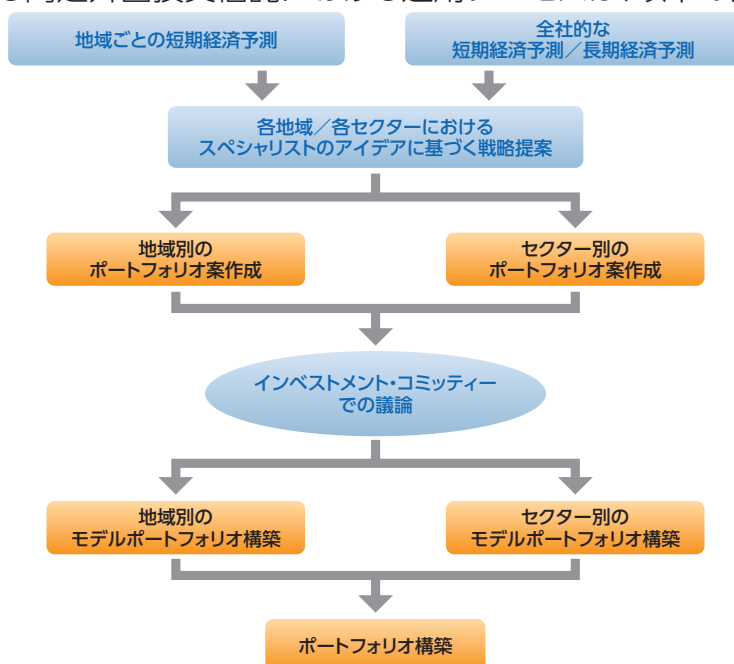 地域ごとの短期経済予測
全社的な
短期経済予測／長期経済予測
各地域／各セクターにおける
スペシャリストのアイデアに基づく戦略提案
地域別の
ポートフォリオ案作成
セクター別の
ポートフォリオ案作成
インベストメント・コミッティー
での議論
地域別の
モデルポートフォリオ構築
セクター別の
モデルポートフォリオ構築
ポートフォリオ構築